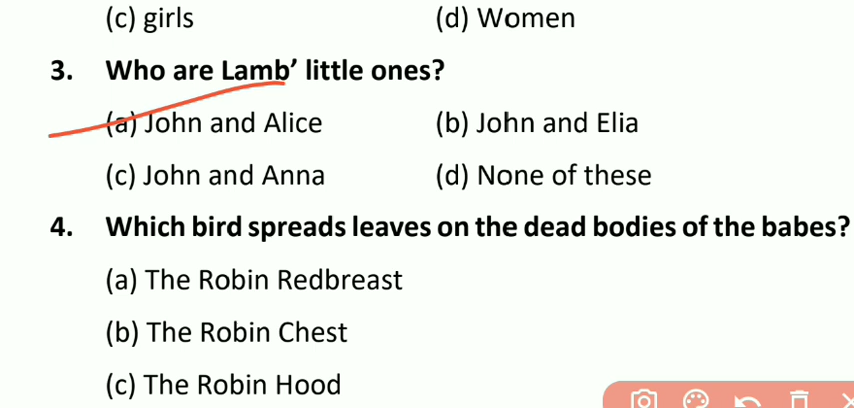 (c) girls (d) Women
3. Who are Lamb’ little ones?
(a) John and Alice (b) John and Elia
(c) John and Anna (d) None of these
4. Which bird spreads leaves on the dead bodies of the babes?
(a) The Robin Redbreast
(b) The Robin Chest
(c) The Robin Hood